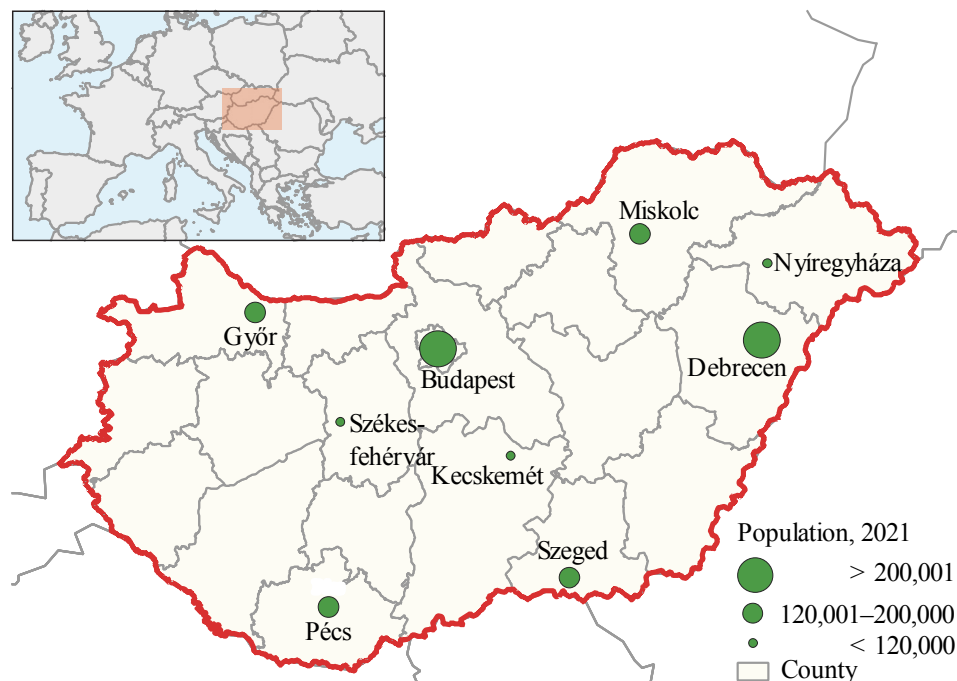 Miskolc
Nyíregyháza
Győr
Budapest
Debrecen
Székes-
fehérvár
Kecskemét
Szeged
Pécs
Population, 2021
> 200,001
120,001–200,000
< 120,000
County